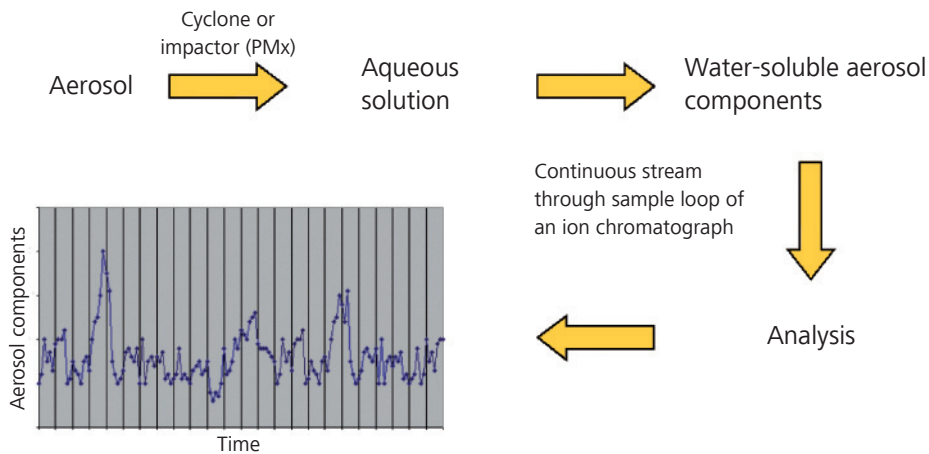 Cyclone or
impactor (PMx)
Aerosol
Aqueous
solution
Water-soluble aerosol
components
Continuous stream
through sample loop of
an ion chromatograph
Analysis
Aerosol components
Time